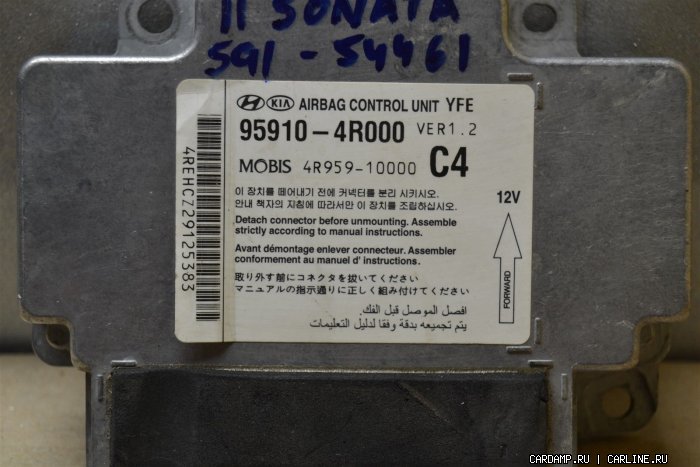 11 SONATA
591-54461
HYUNDAI KIA AIRBAG CONTROL UNIT YFE
95910-4R000 VER1.2
MOBIS 4R959-10000 C4
이 장치를 떼어내기 전에 커넥터를 분리 시키시오.
안내 책자의 지침에 따라서만 이 장치를 조립하십시오.
Detach connector before unmounting. Assemble
strictly according to manual instructions.
Avant démontage enlever connecteur. Assembler
conformement au manuel d' instructions.
取り外す前にコネクタを抜いてください
マニュアルの指示通りに正しく組み付けてください
افصل الموصل قبل الفك.
يتم تجميعه بدقة وفقا لدليل التعليمات
12V
FORWARD
4REHCZ29125383
CARDAMP.RU / CARLINE.RU